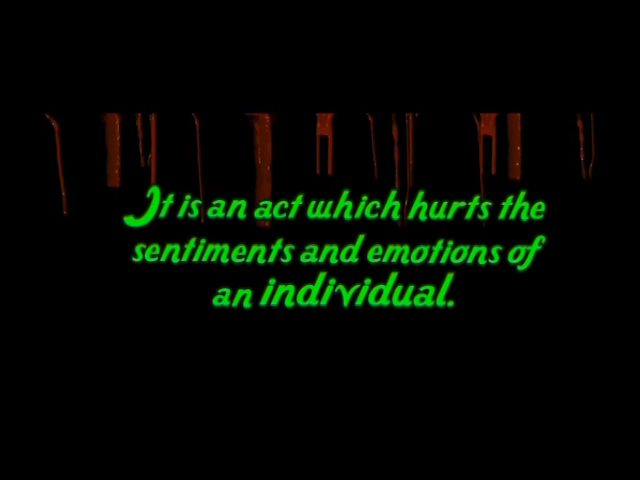 It is an act which hurts the
sentiments and emotions of
an individual.